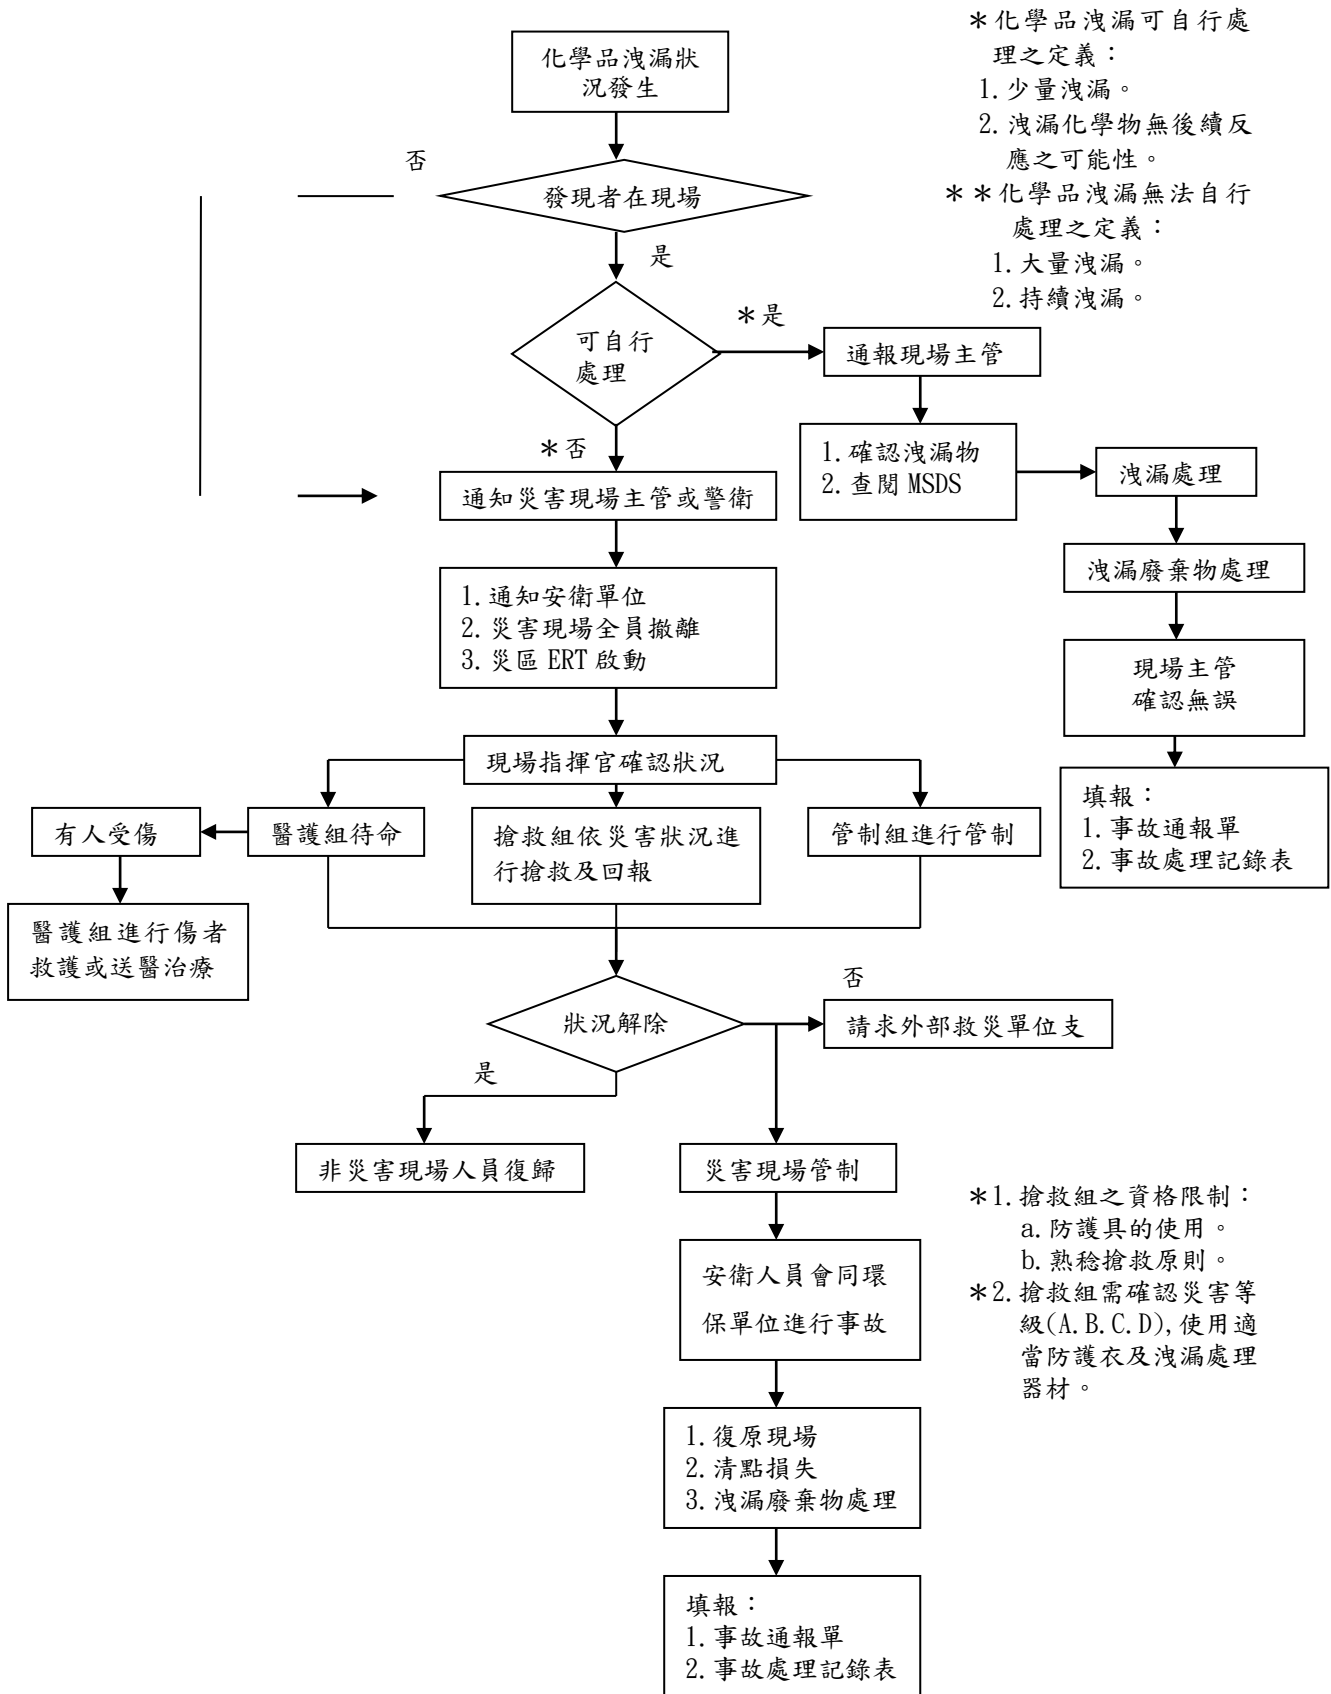 化學品洩漏狀
況發生
＊化學品洩漏可自行處
理之定義：
1.少量洩漏。
2.洩漏化學物無後續反
應之可能性。
＊＊化學品洩漏無法自行
處理之定義：
1.大量洩漏。
2.持續洩漏。
否
發現者在現場
是
可自行
處理
＊是
通報現場主管
＊否
1.確認洩漏物
2.查閱 MSDS
洩漏處理
通知災害現場主管或警衛
洩漏廢棄物處理
1.通知安衛單位
2.災害現場全員撤離
3.災區 ERT 啟動
現場主管
確認無誤
現場指揮官確認狀況
填報：
1.事故通報單
2.事故處理記錄表
有人受傷
醫護組待命
搶救組依災害狀況進
行搶救及回報
管制組進行管制
醫護組進行傷者
救護或送醫治療
狀況解除
否
請求外部救災單位支
是
非災害現場人員復歸
災害現場管制
＊1.搶救組之資格限制：
a.防護具的使用。
b.熟稔搶救原則。
＊2.搶救組需確認災害等
級(A.B.C.D),使用適
當防護衣及洩漏處理
器材。
安衛人員會同環
保單位進行事故
1.復原現場
2.清點損失
3.洩漏廢棄物處理
填報：
1.事故通報單
2.事故處理記錄表